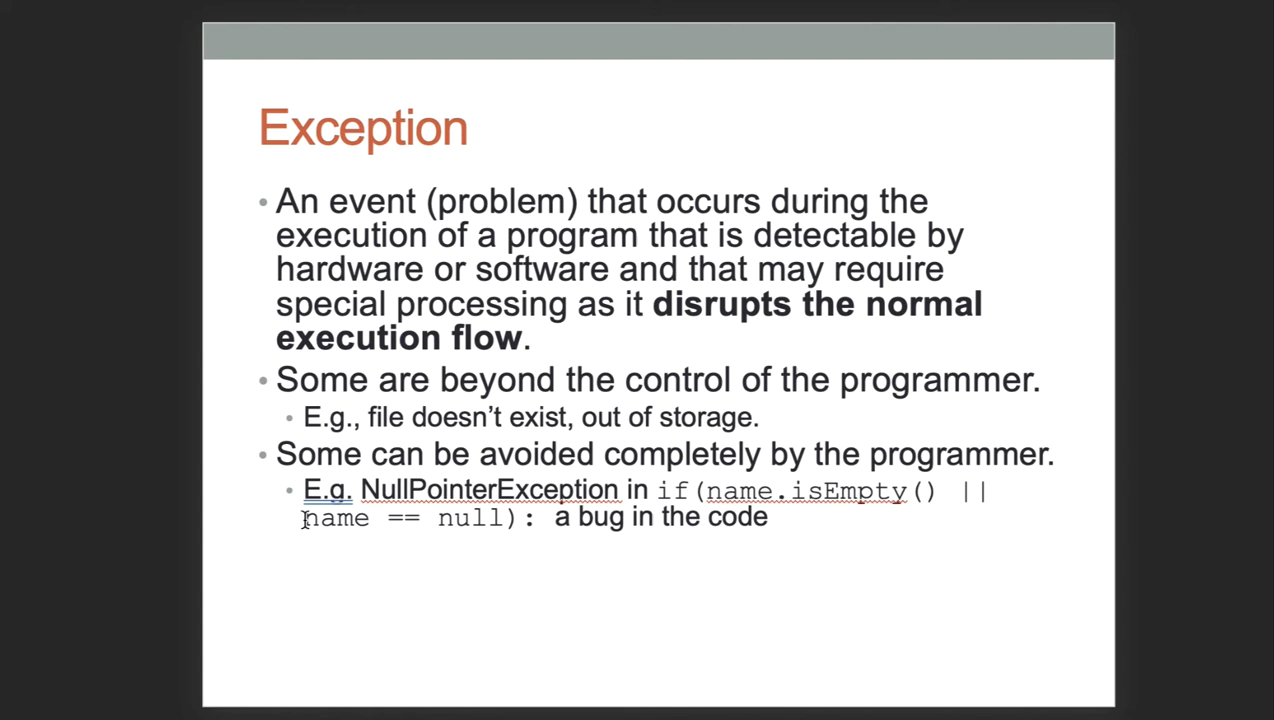 Exception
• An event (problem) that occurs during the
execution of a program that is detectable by
hardware or software and that may require
special processing as it disrupts the normal
execution flow.
• Some are beyond the control of the programmer.
• E.g., file doesn’t exist, out of storage.
• Some can be avoided completely by the programmer.
• E.g. NullPointerException in if(name.isEmpty() ||
name == null): a bug in the code